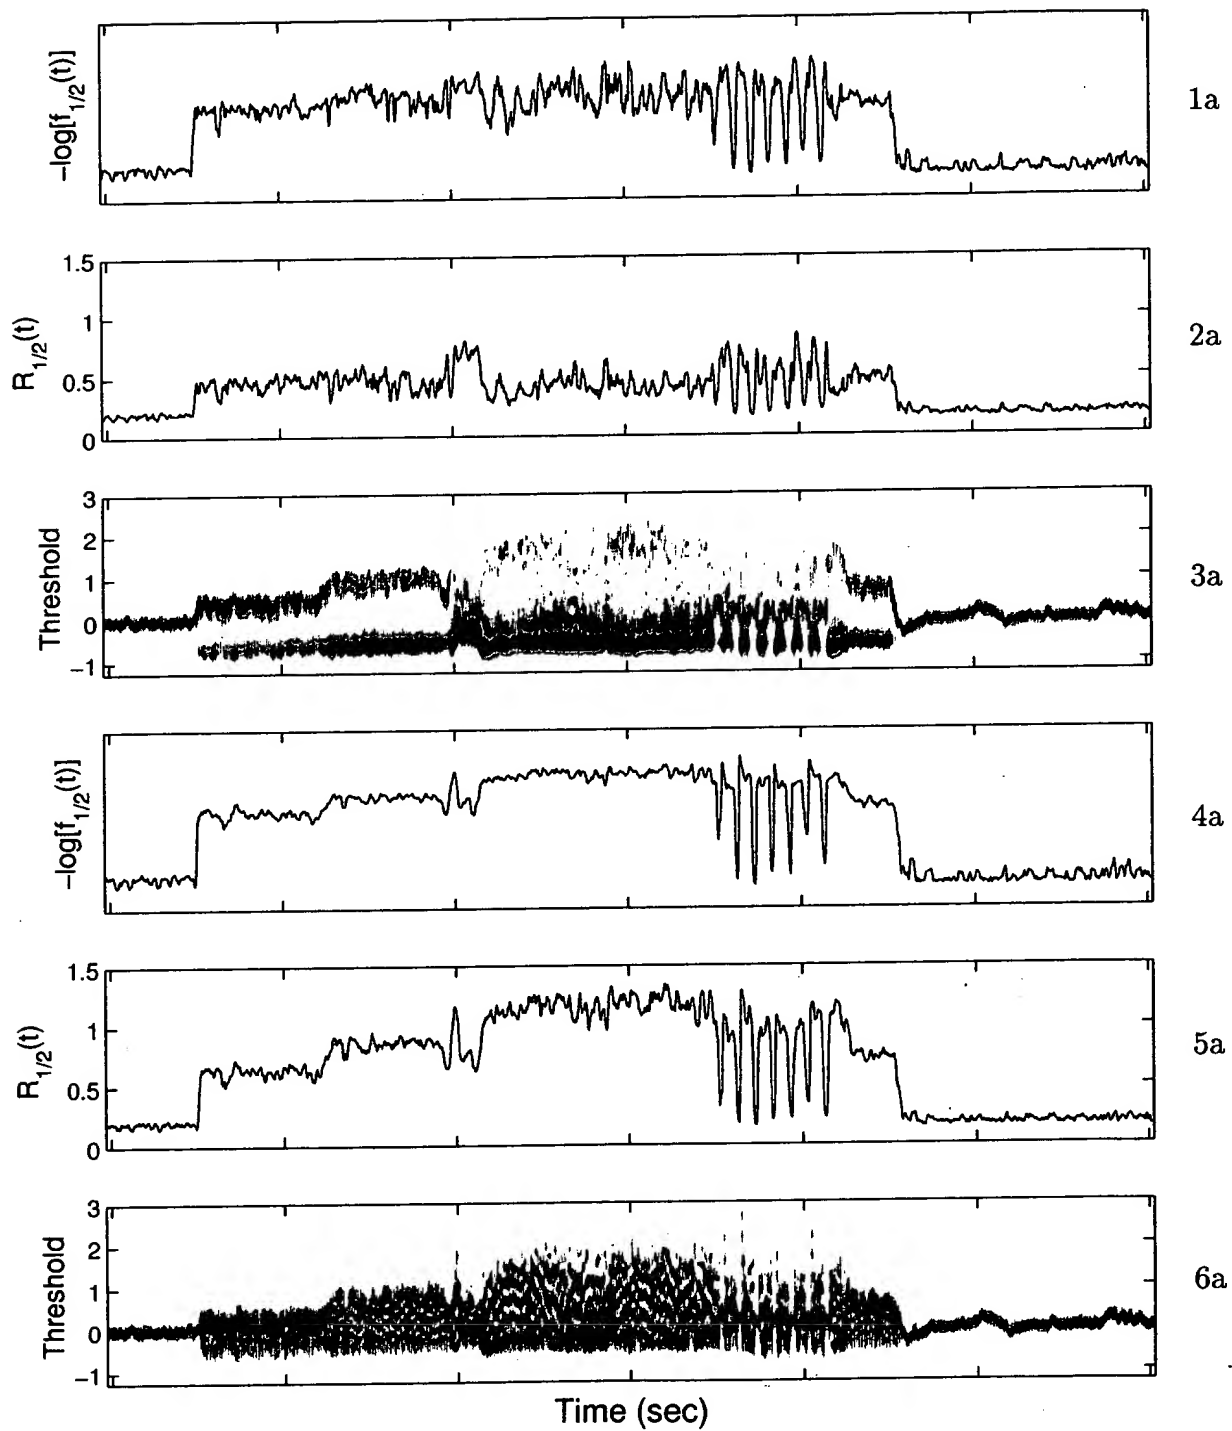 -log[f1/2(t)]
1a
1.5
1
0.5
0
R1/2(t)
2a
3
2
1
0
-1
Threshold
3a
-log[f1/2(t)]
4a
1.5
1
0.5
0
R1/2(t)
5a
3
2
1
0
-1
Threshold
6a
Time (sec)